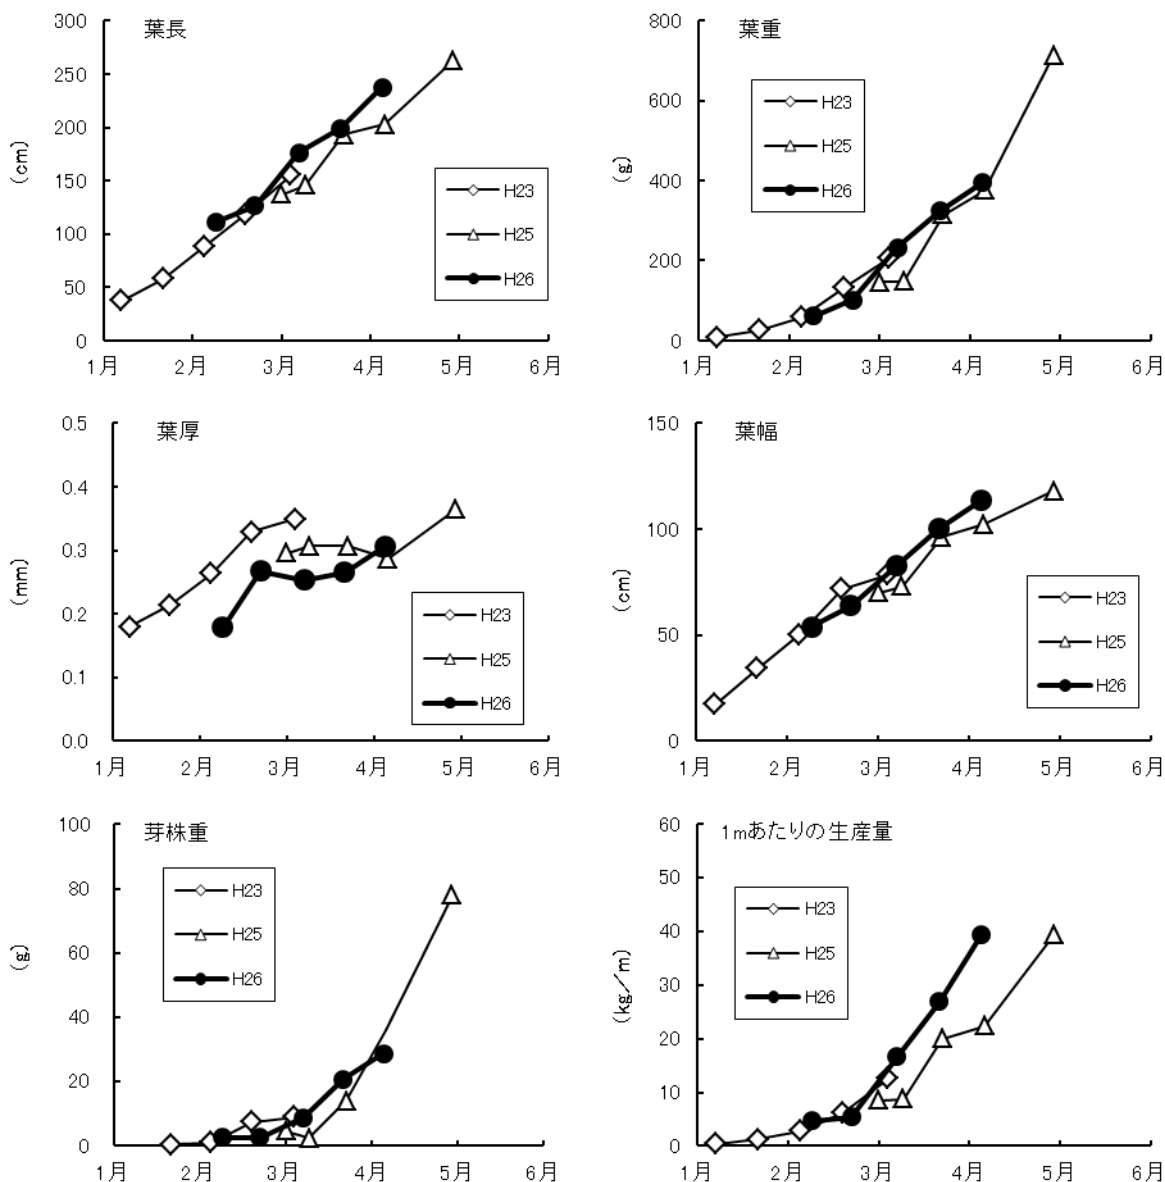 葉長
300
250
200
150
100
50
0
(cm)
H23
H25
H26
1月 2月 3月 4月 5月 6月
葉重
800
600
400
200
0
(g)
H23
H25
H26
1月 2月 3月 4月 5月 6月
葉厚
0.5
0.4
0.3
0.2
0.1
0.0
(mm)
H23
H25
H26
1月 2月 3月 4月 5月 6月
葉幅
150
100
50
0
(cm)
H23
H25
H26
1月 2月 3月 4月 5月 6月
芽株重
100
80
60
40
20
0
(g)
H23
H25
H26
1月 2月 3月 4月 5月 6月
1mあたりの生産量
60
50
40
30
20
10
0
(kg/m)
H23
H25
H26
1月 2月 3月 4月 5月 6月